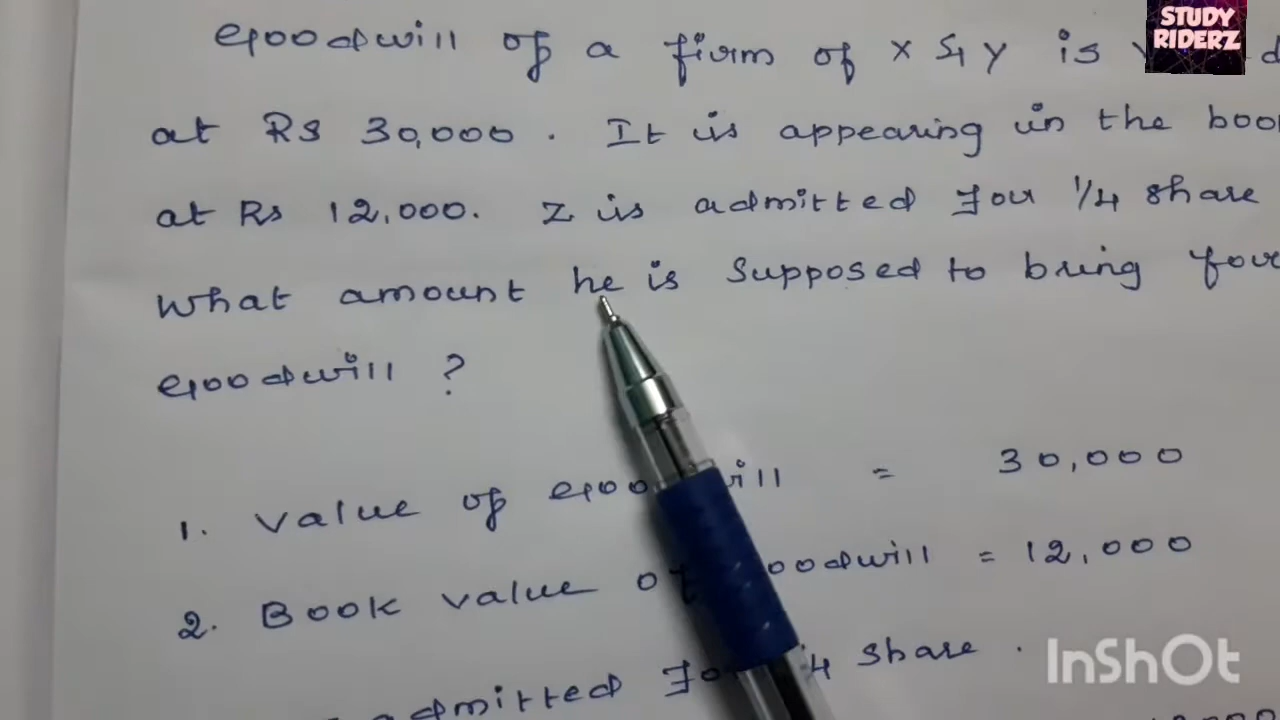 STUDY
RIDERZ
Goodwill of a firm of X & Y is
at Rs 30,000. It is appearing in the
at Rs 12,000. Z is admitted for 1/4 share
What amount he is supposed to bring for
Goodwill ?
1. Value of = 30,000
2. Book value = 12,000
share.
InShOt